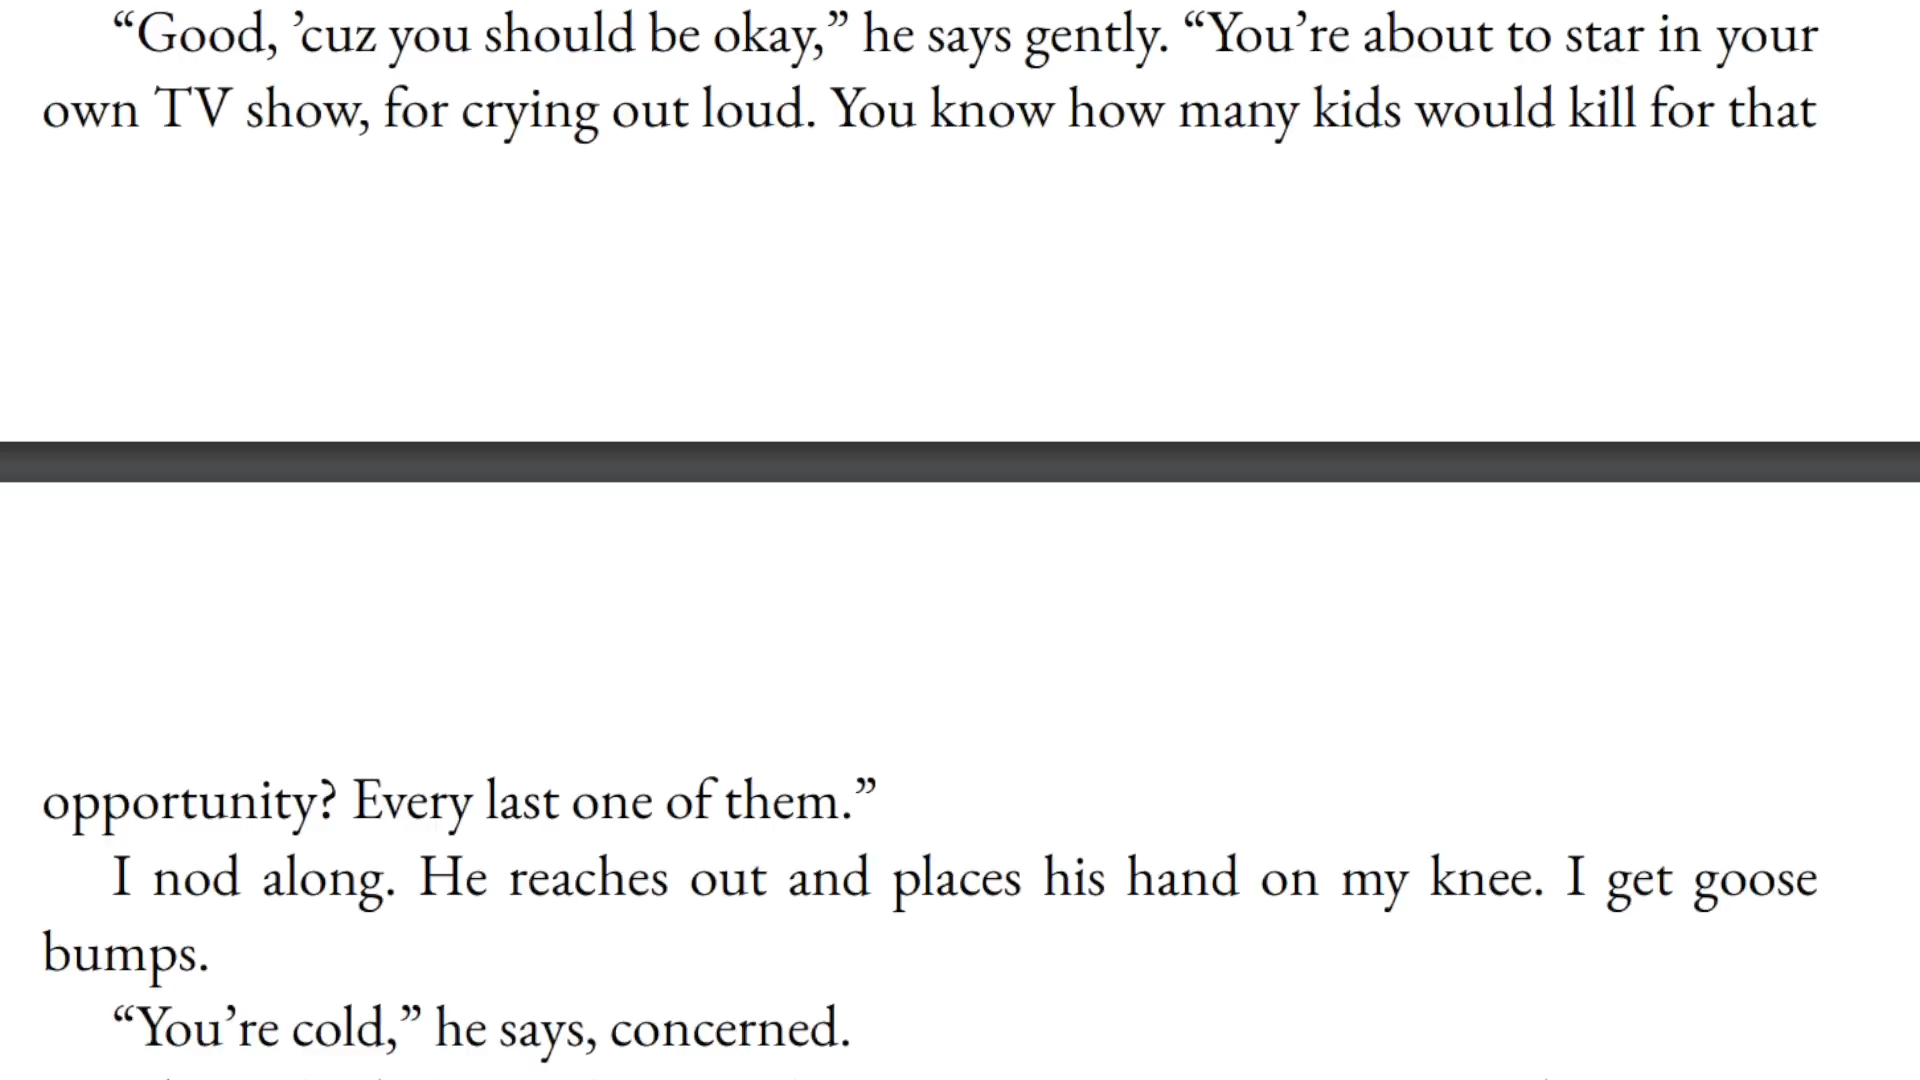 “Good, ’cuz you should be okay,” he says gently. “You’re about to star in your
own TV show, for crying out loud. You know how many kids would kill for that
opportunity? Every last one of them.”
I nod along. He reaches out and places his hand on my knee. I get goose
bumps.
“You’re cold,” he says, concerned.